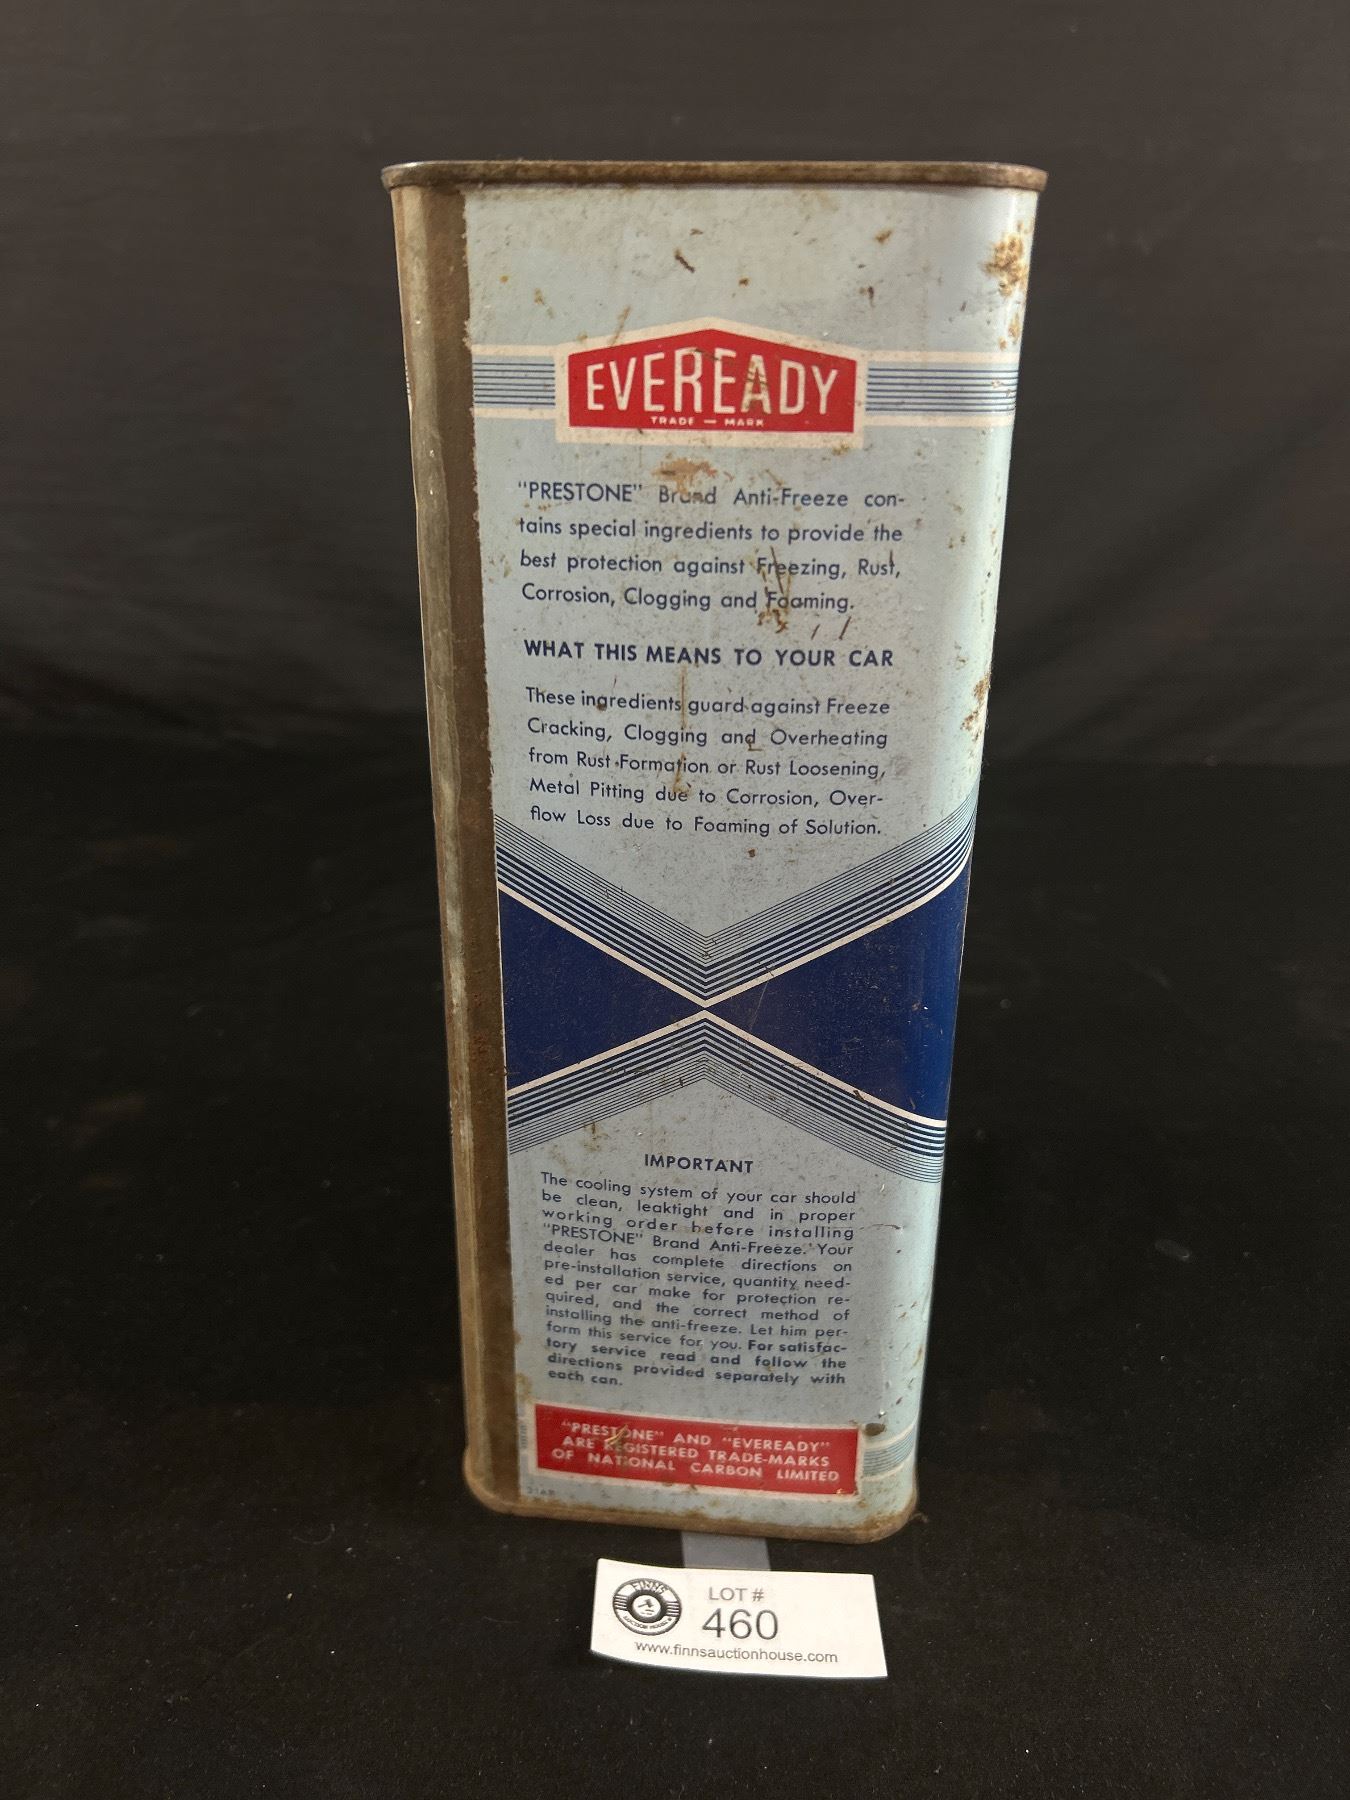 EVEREADY
TRADE — MARK
"PRESTONE" Brand Anti-Freeze con-
tains special ingredients to provide the
best protection against Freezing, Rust,
Corrosion, Clogging and Foaming.
WHAT THIS MEANS TO YOUR CAR
These ingredients guard against Freeze
Cracking, Clogging and Overheating
from Rust Formation or Rust Loosening,
Metal Pitting due to Corrosion, Over-
flow Loss due to Foaming of Solution.
IMPORTANT
The cooling system of your car should
be clean, leaktight and in proper
working order before installing
"PRESTONE" Brand Anti-Freeze. Your
dealer has complete directions on
pre-installation service, quantity need-
ed per car make for protection re-
quired, and the correct method of
installing the anti-freeze. Let him per-
form this service for you. For satisfac-
tory service read and follow the
directions provided separately with
each can.
"PRESTONE" AND "EVEREADY"
ARE REGISTERED TRADE-MARKS
OF NATIONAL CARBON LIMITED
FINNS
AUCTION HOUSE
LOT #
460
www.finnsauctionhouse.com